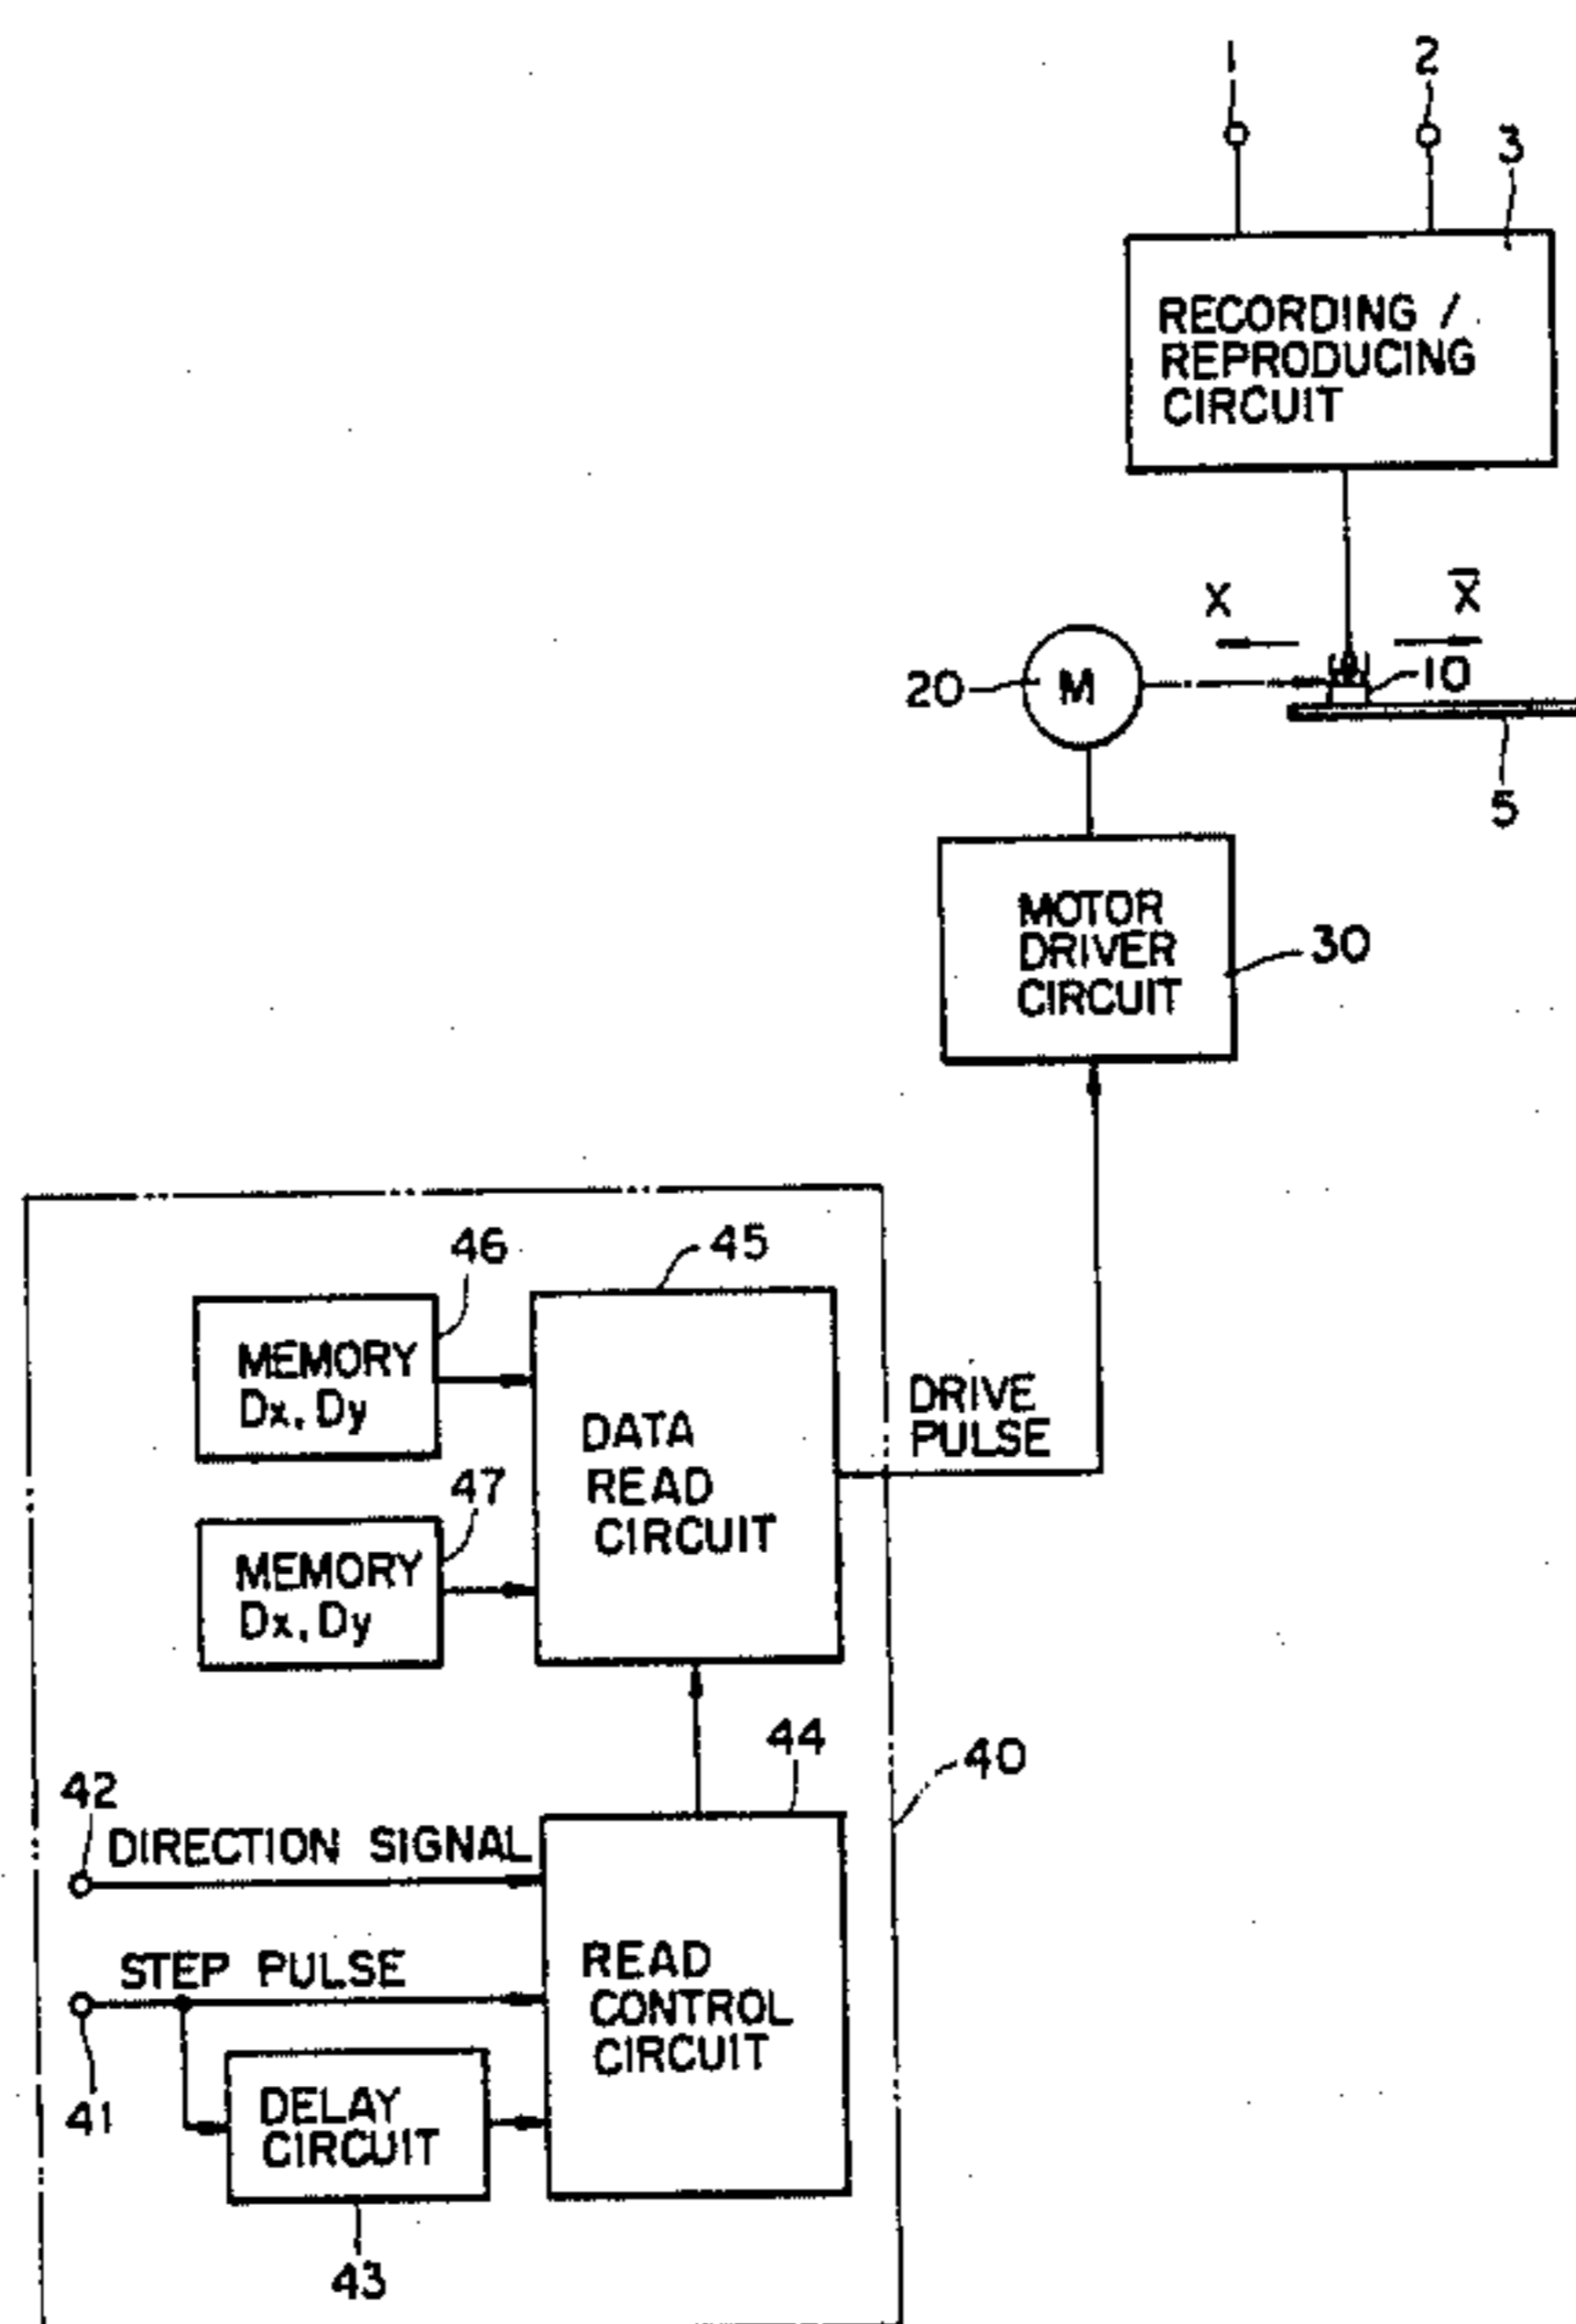 1
2
3
RECORDING /
REPRODUCING
CIRCUIT
X
X̅
20
M
10
5
MOTOR
DRIVER
CIRCUIT
30
46
45
MEMORY
Dx, Dy
DATA
READ
CIRCUIT
DRIVE
PULSE
47
MEMORY
Dx, Dy
44
40
42
DIRECTION SIGNAL
STEP PULSE
READ
CONTROL
CIRCUIT
41
DELAY
CIRCUIT
43